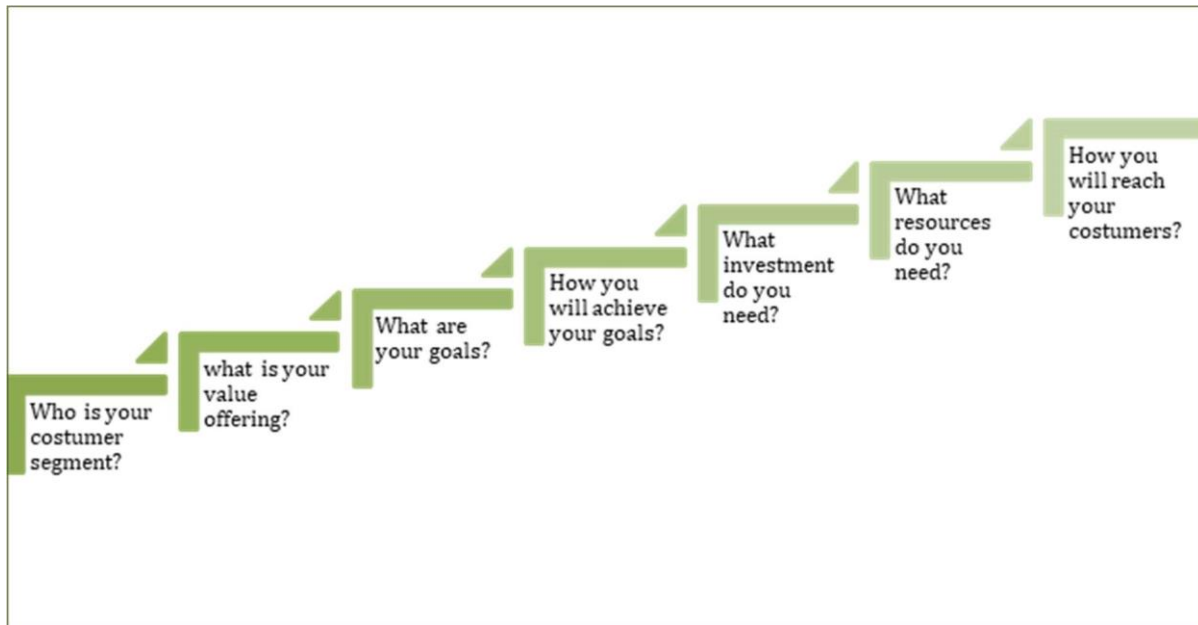 Who is your
costumer
segment?
what is your
value
offering?
What are
your goals?
How you
will achieve
your goals?
What
investment
do you
need?
What
resources
do you
need?
How you
will reach
your
costumers?